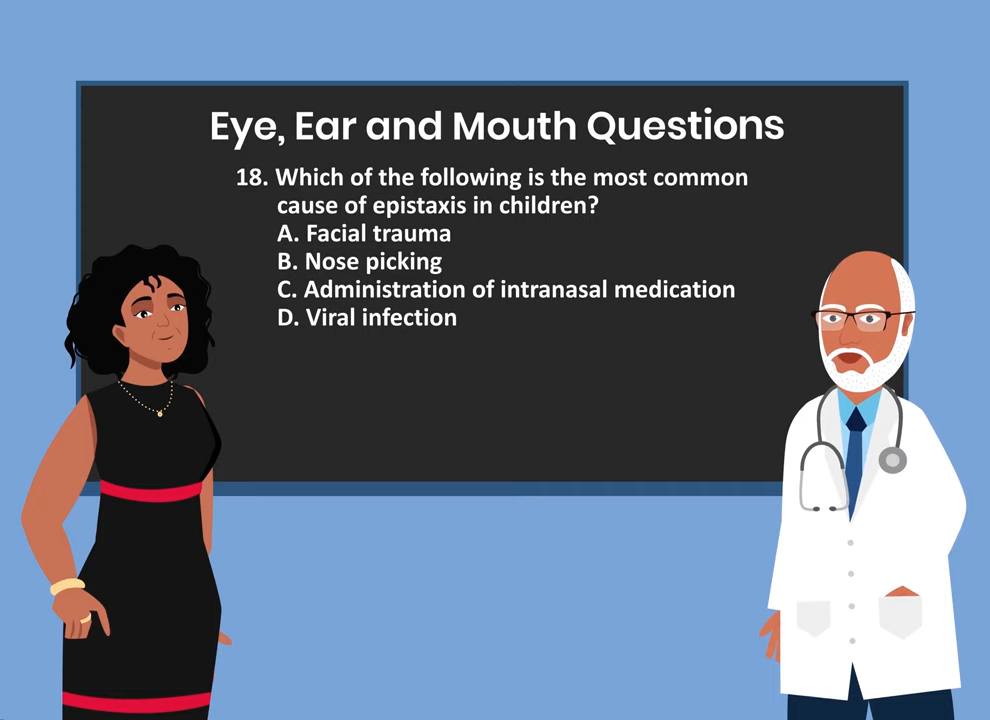 Eye, Ear and Mouth Questions
18. Which of the following is the most common
cause of epistaxis in children?
A. Facial trauma
B. Nose picking
C. Administration of intranasal medication
D. Viral infection